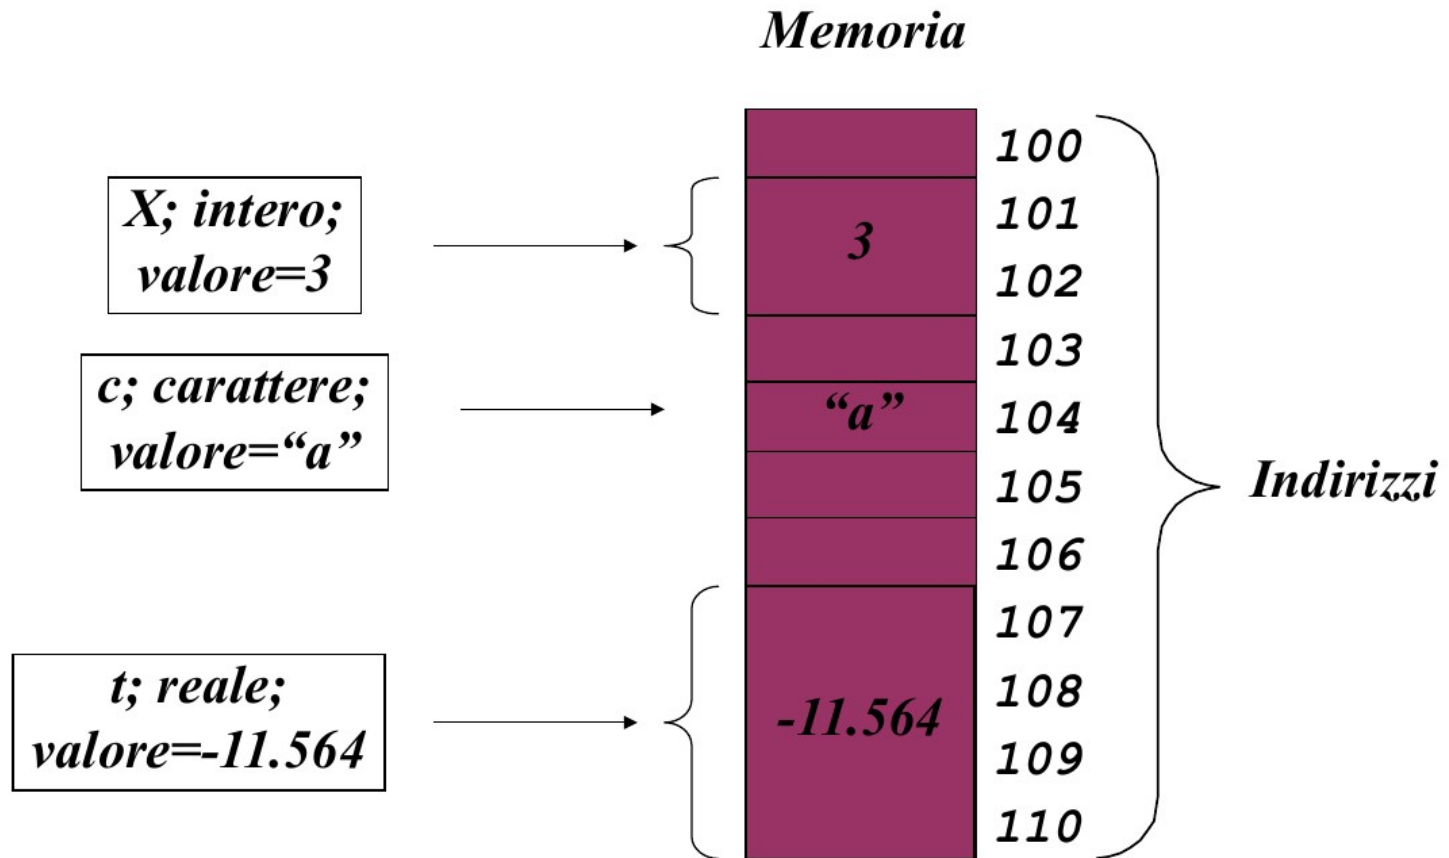 Memoria
X; intero;
valore=3
c; carattere;
valore=“a”
t; reale;
valore=-11.564
3
“a”
-11.564
100
101
102
103
104
105
106
107
108
109
110
Indirizzi